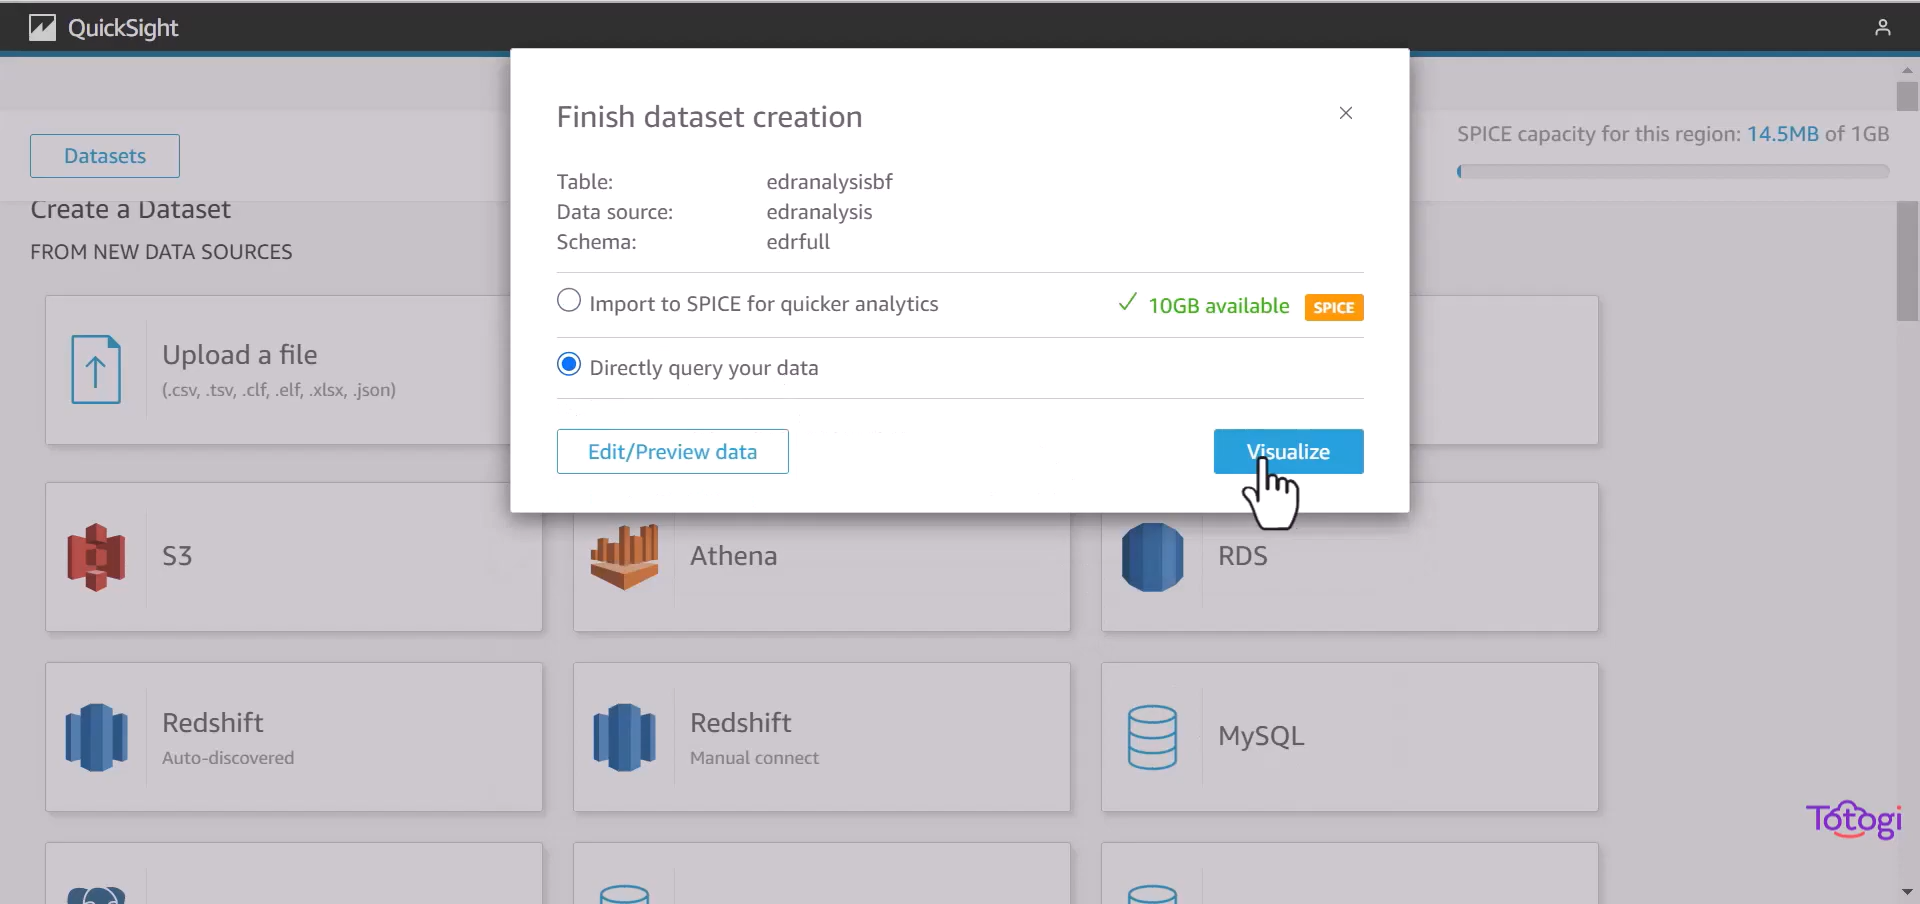 QuickSight
Datasets
SPICE capacity for this region: 14.5MB of 1GB
Create a Dataset
FROM NEW DATA SOURCES
Finish dataset creation
Table: edranalysisbf
Data source: edranalysis
Schema: edrfull
Import to SPICE for quicker analytics
10GB available SPICE
Directly query your data
Edit/Preview data
Visualize
Upload a file
(.csv, .tsv, .clf, .elf, .xlsx, .json)
S3
Athena
RDS
Redshift
Auto-discovered
Redshift
Manual connect
MySQL
Totogi